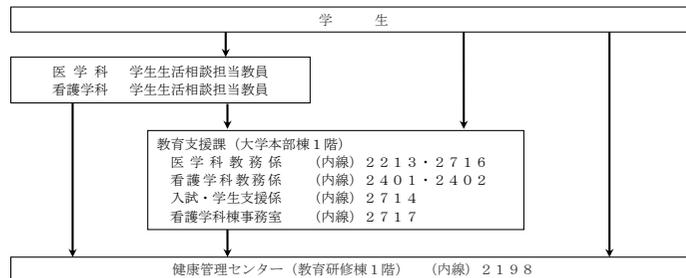 学　　生
医 学 科　学生生活相談担当教員
看護学科　学生生活相談担当教員
教育支援課（大学本部棟１階）
医学科教務係　（内線）２２１３・２７１６
看護学科教務係　（内線）２４０１・２４０２
入試・学生支援係　（内線）２７１４
看護学科棟事務室　（内線）２７１７
健康管理センター（教育研修棟１階）　（内線）２１９８